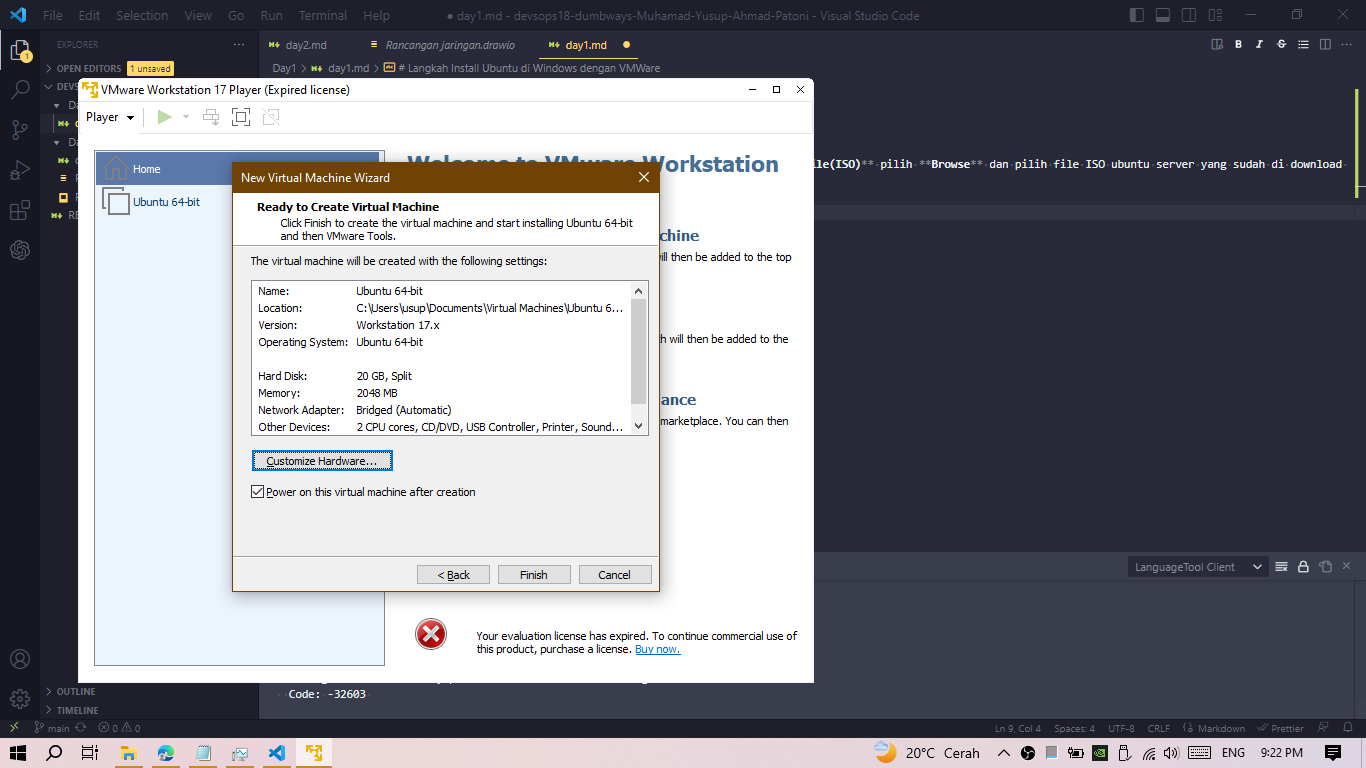 File Edit Selection View Go Run Terminal Help
● day1.md - devsops18-dumbways-Muhamad-Yusup-Ahmad-Patoni - Visual Studio Code
EXPLORER
day2.md
Rancangan jaringan.drawio
day1.md
OPEN EDITORS 1 unsaved
Day1 > day1.md > # Langkah Install Ubuntu di Windows dengan VMWare
DEVS
VMware Workstation 17 Player (Expired license)
Player
Home
Ubuntu 64-bit
Welcome to VMware Workstation
le(ISO)** pilih **Browse** dan pilih file ISO ubuntu server yang sudah di download
New Virtual Machine Wizard
Ready to Create Virtual Machine
Click Finish to create the virtual machine and start installing Ubuntu 64-bit
and then VMware Tools.
The virtual machine will be created with the following settings:
Name: Ubuntu 64-bit
Location: C:\Users\usup\Documents\Virtual Machines\Ubuntu 6...
Version: Workstation 17.x
Operating System: Ubuntu 64-bit
Hard Disk: 20 GB, Split
Memory: 2048 MB
Network Adapter: Bridged (Automatic)
Other Devices: 2 CPU cores, CD/DVD, USB Controller, Printer, Sound...
Customize Hardware...
Power on this virtual machine after creation
< Back
Finish
Cancel
chine
ill then be added to the top
h will then be added to the
ance
marketplace. You can then
Your evaluation license has expired. To continue commercial use of
this product, purchase a license. Buy now.
LanguageTool Client
Code: -32603
OUTLINE
TIMELINE
main 0 0
Ln 9, Col 4 Spaces: 4 UTF-8 CRLF Markdown Prettier
20°C Cerah
ENG
9:22 PM